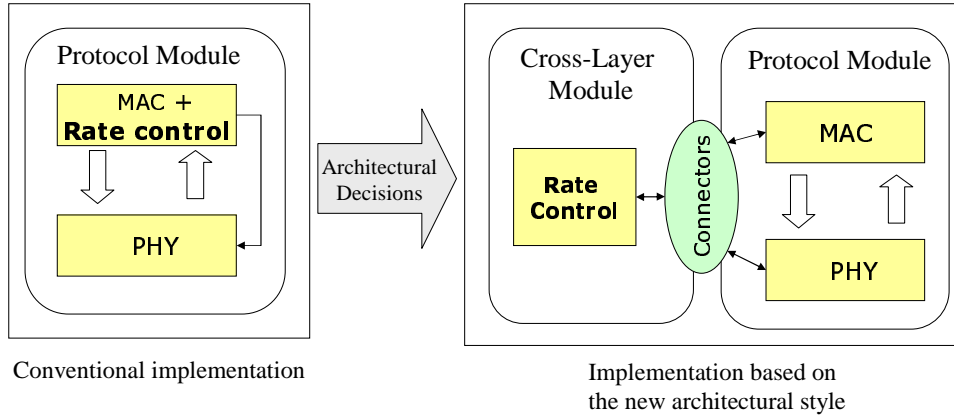 Protocol Module
MAC +
Rate control
PHY
Conventional implementation
Architectural
Decisions
Cross-Layer
Module
Rate
Control
Connectors
Protocol Module
MAC
PHY
Implementation based on
the new architectural style